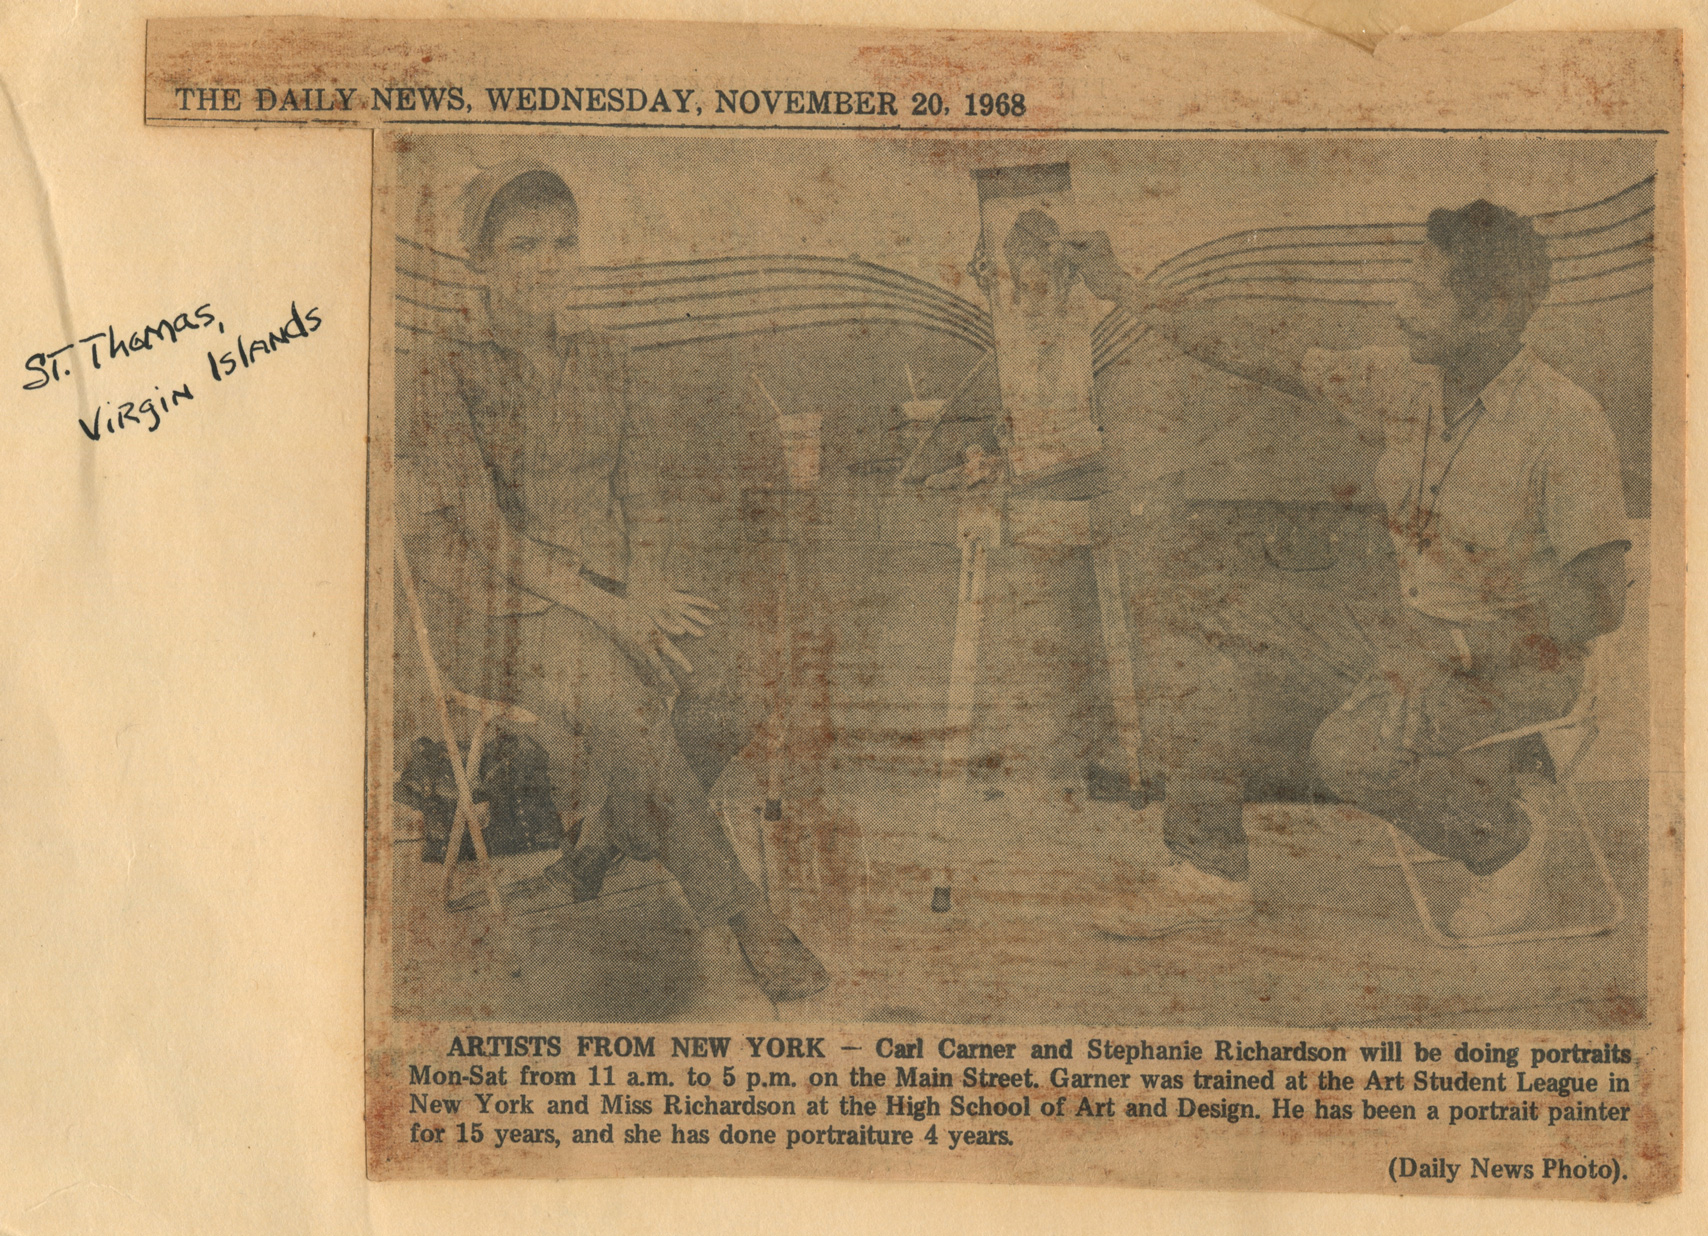 THE DAILY NEWS, WEDNESDAY, NOVEMBER 20, 1968
ST. Thomas,
Virgin Islands
ARTISTS FROM NEW YORK — Carl Carner and Stephanie Richardson will be doing portraits
Mon-Sat from 11 a.m. to 5 p.m. on the Main Street. Garner was trained at the Art Student League in
New York and Miss Richardson at the High School of Art and Design. He has been a portrait painter
for 15 years, and she has done portraiture 4 years.
(Daily News Photo).